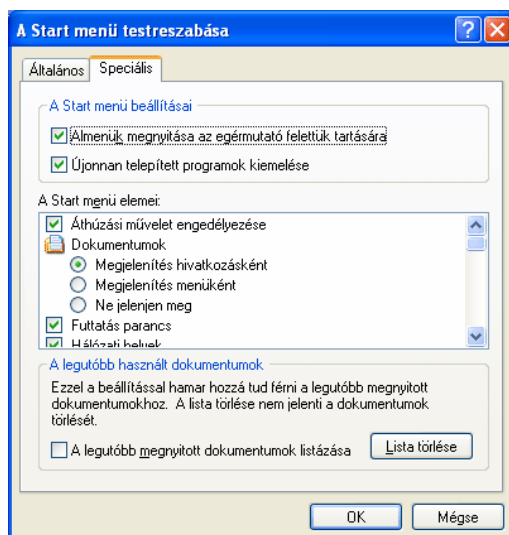 A Start menü testreszabása
Általános Speciális
A Start menü beállításai
Almenük megnyitása az egérmutató felettük tartására
Újonnan telepített programok kiemelése
A Start menü elemei:
Áthúzási művelet engedélyezése
Dokumentumok
Megjelenítés hivatkozásként
Megjelenítés menüként
Ne jelenjen meg
Futtatás parancs
Hálózati helyek
A legutóbb használt dokumentumok
Ezzel a beállítással hamar hozzá tud férni a legutóbb megnyitott
dokumentumokhoz. A lista törlése nem jelenti a dokumentumok
törlését.
A legutóbb megnyitott dokumentumok listázása
Lista törlése
OK Mégse